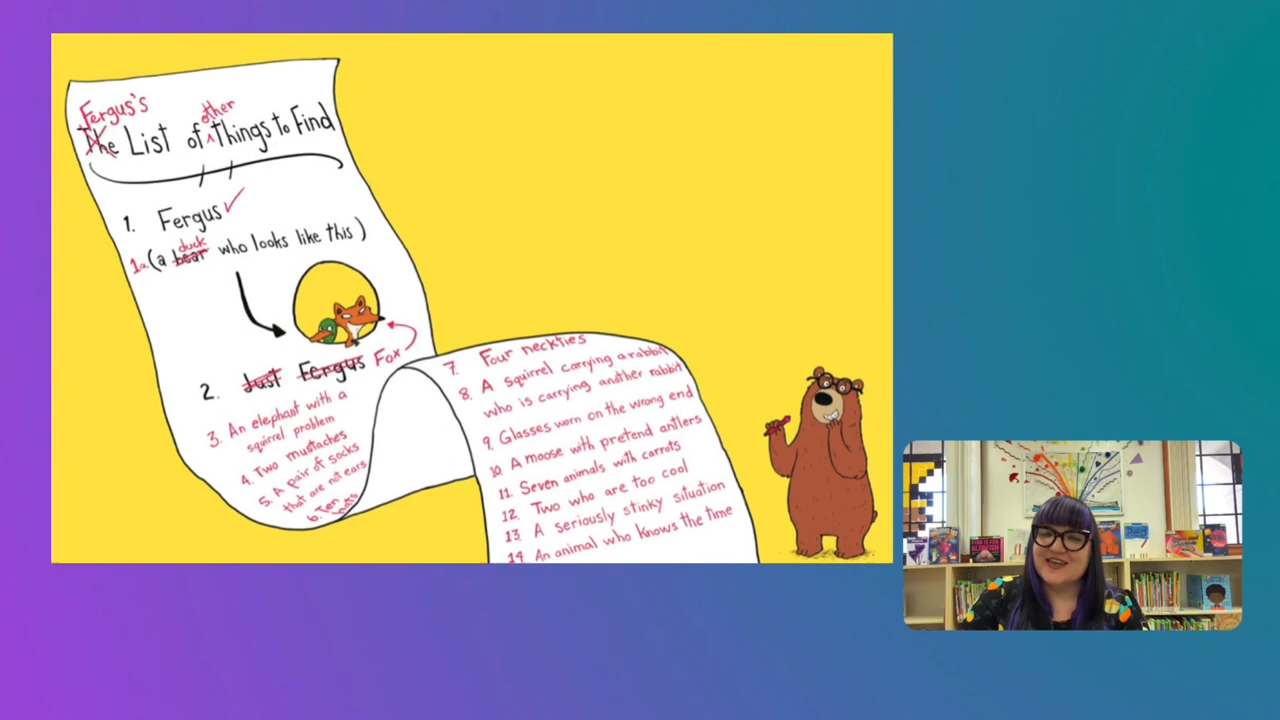 Fergus's
other
The List of ^ Things to Find
1. Fergus ✓
duck
1a (a bear who looks like this)
2. Just Fergus Fox
3. An elephant with a
squirrel problem
4. Two mustaches
5. A pair of socks
that are not ears
6. Ten
hats
7. Four neckties
8. A squirrel carrying a rabbit
who is carrying another rabbit
9. Glasses worn on the wrong end
10. A moose with pretend antlers
11. Seven animals with carrots
12. Two who are too cool
13. A seriously stinky situation
14. An animal who knows the time